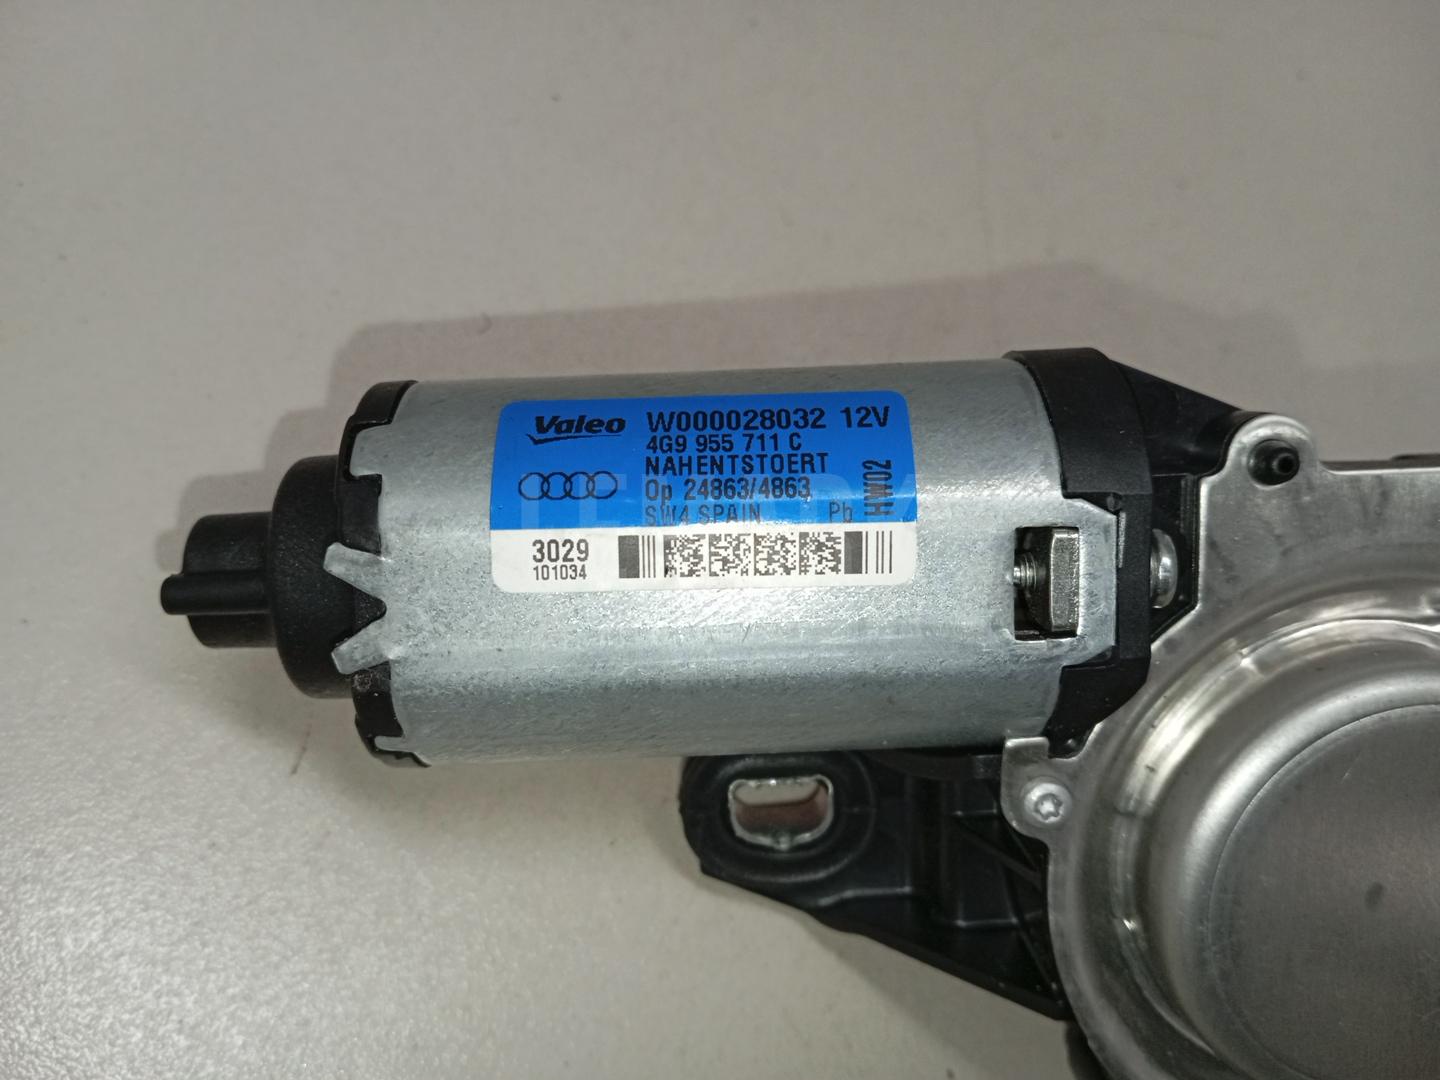 Valeo W000028032 12V
4G9 955 711 C
NAHENTSTOERT
Op 24863/4863
SW4 SPAIN Pb
HW02
3029
101034